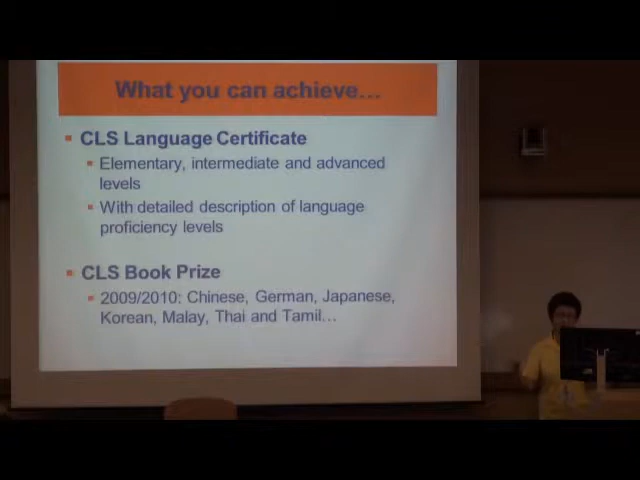 What you can achieve…
CLS Language Certificate
Elementary, intermediate and advanced
levels
With detailed description of language
proficiency levels
CLS Book Prize
2009/2010: Chinese, German, Japanese,
Korean, Malay, Thai and Tamil…